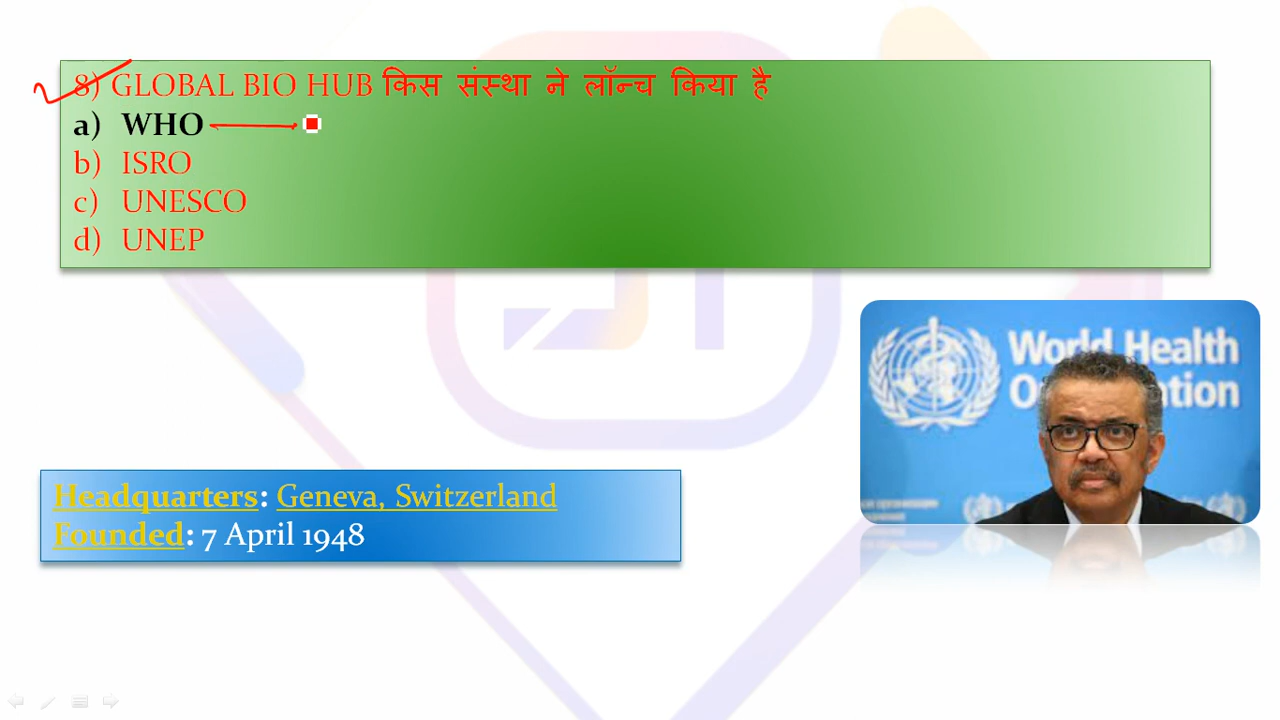 8) GLOBAL BIO HUB किस संस्था ने लॉन्च किया है
a) WHO
b) ISRO
c) UNESCO
d) UNEP
World Health
Organization
Headquarters: Geneva, Switzerland
Founded: 7 April 1948